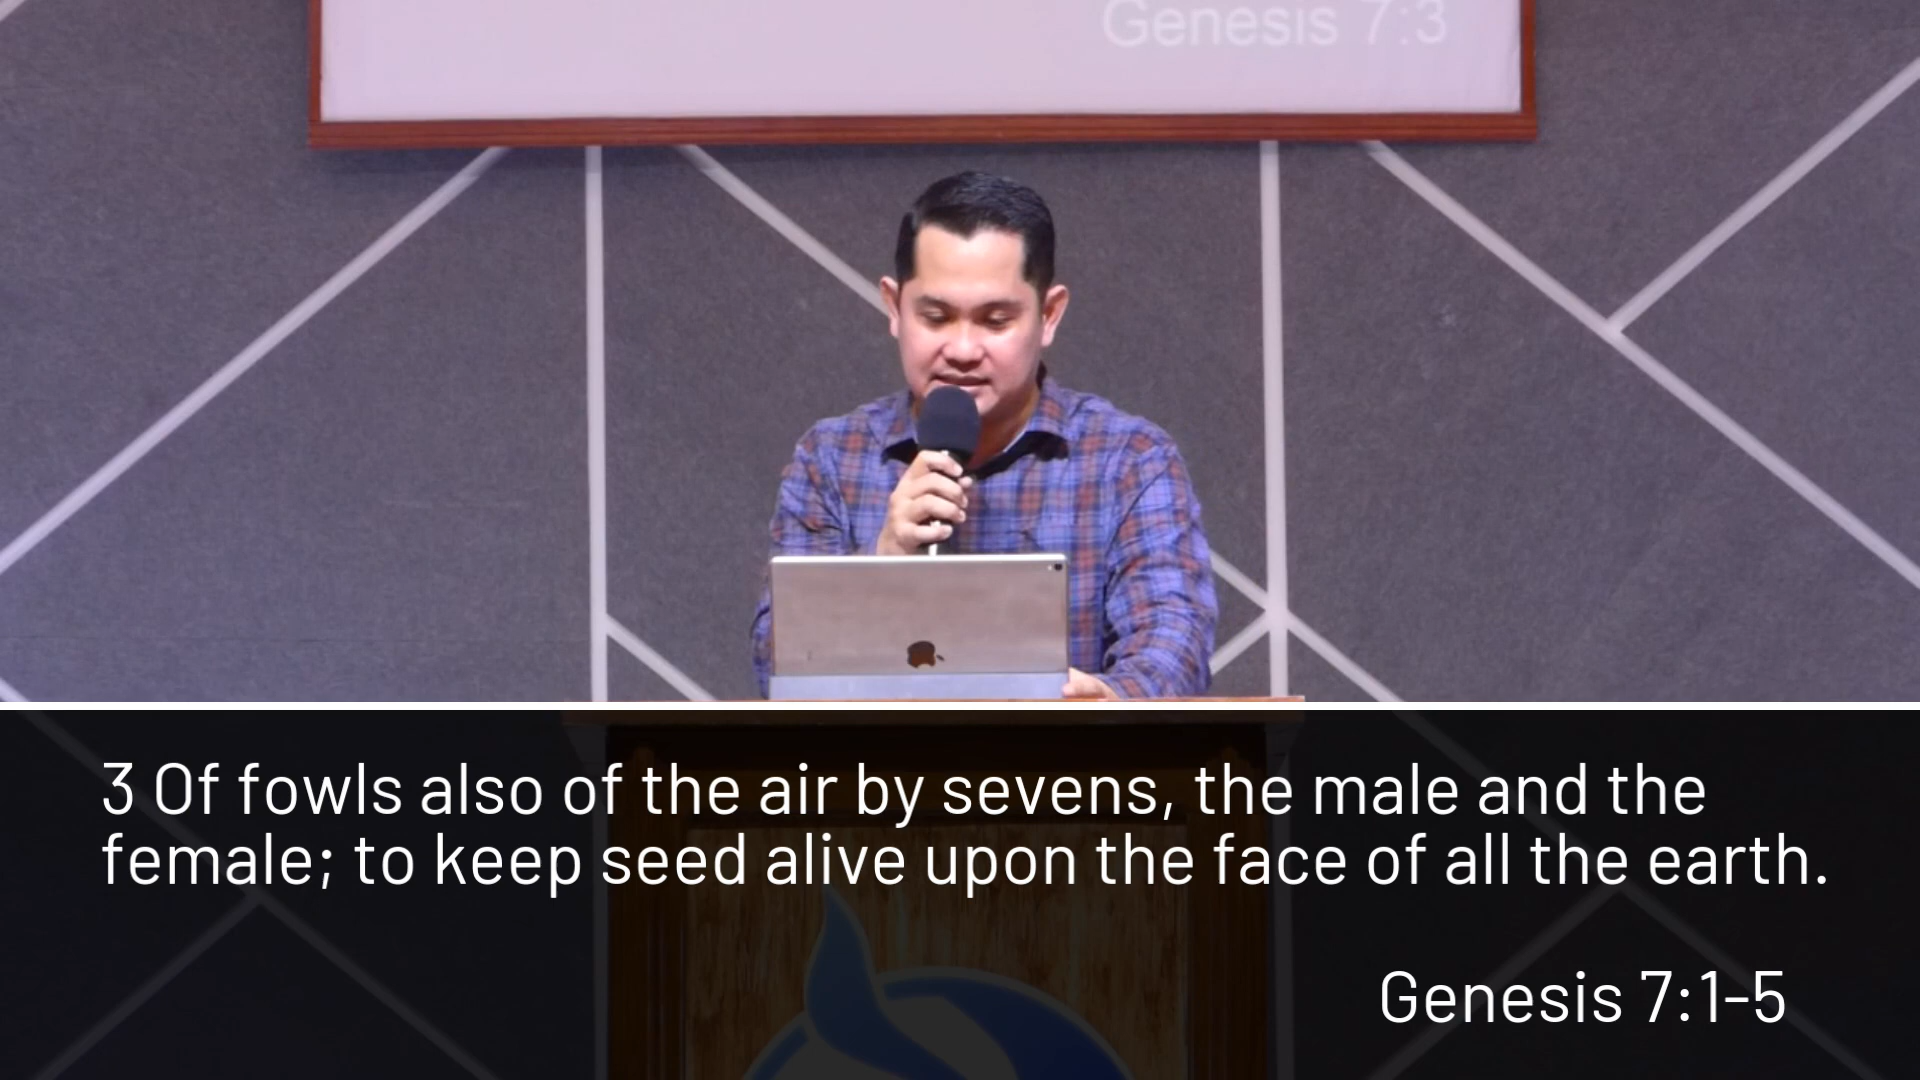 Genesis 7:3
3 Of fowls also of the air by sevens, the male and the
female; to keep seed alive upon the face of all the earth.
Genesis 7:1-5